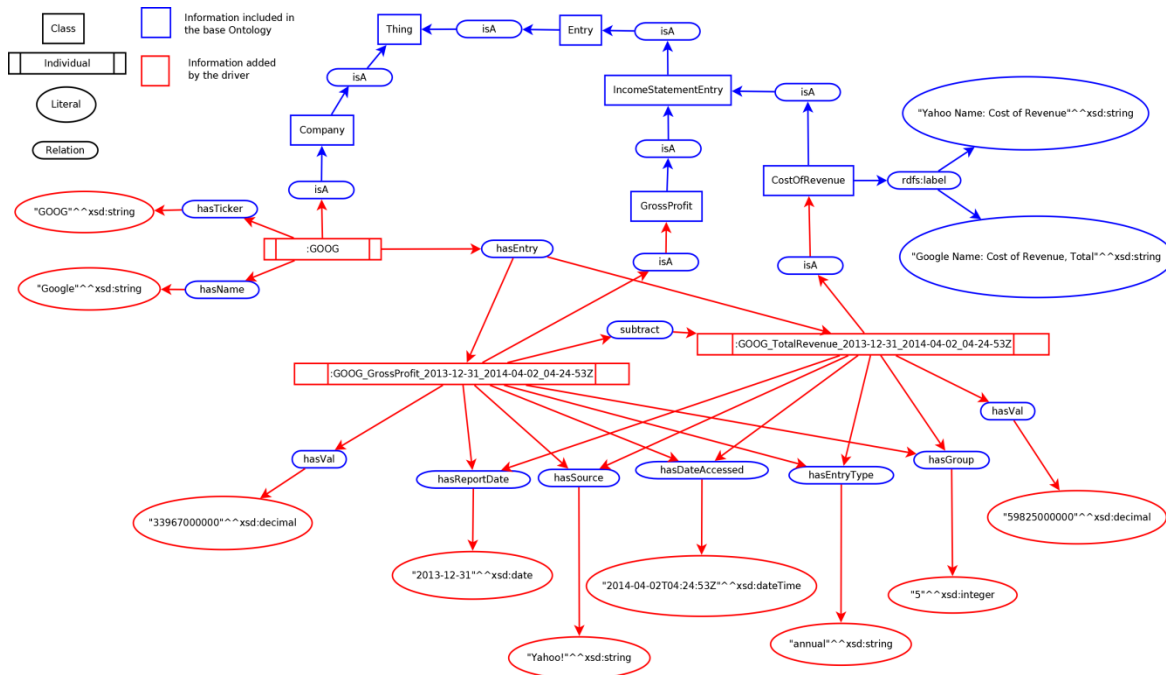 Class
Individual
Literal
Relation
Information included in
the base Ontology
Information added
by the driver
Thing
isA
Entry
isA
isA
IncomeStatementEntry
isA
Company
isA
isA
"Yahoo Name: Cost of Revenue"^^xsd:string
CostOfRevenue
rdfs:label
GrossProfit
"GOOG"^^xsd:string
hasTicker
:GOOG
hasEntry
isA
isA
"Google Name: Cost of Revenue, Total"^^xsd:string
"Google"^^xsd:string
hasName
subtract
:GOOG_TotalRevenue_2013-12-31_2014-04-02_04-24-53Z
:GOOG_GrossProfit_2013-12-31_2014-04-02_04-24-53Z
hasVal
hasVal
hasReportDate
hasSource
hasDateAccessed
hasEntryType
hasGroup
"33967000000"^^xsd:decimal
"59825000000"^^xsd:decimal
"2013-12-31"^^xsd:date
"2014-04-02T04:24:53Z"^^xsd:dateTime
"5"^^xsd:integer
"Yahoo!"^^xsd:string
"annual"^^xsd:string